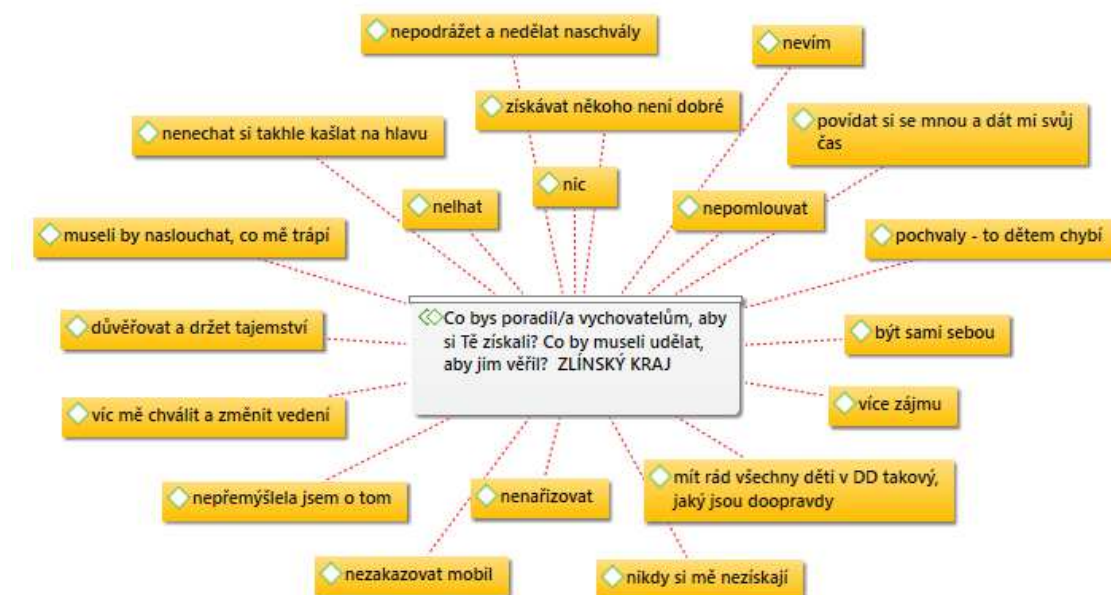 nepodrážet a nedělat naschvály
nevím
získávat někoho není dobré
povídat si se mnou a dát mi svůj
čas
nenechat si takhle kašlat na hlavu
nic
nelhat
nepomlouvat
museli by naslouchat, co mě trápí
pochvaly - to dětem chybí
Co bys poradil/a vychovatelům, aby
si Tě získali? Co by museli udělat,
aby jim věřil? ZLÍNSKÝ KRAJ
důvěřovat a držet tajemství
být sami sebou
víc mě chválit a změnit vedení
více zájmu
nepřemýšlela jsem o tom
nenařizovat
mít rád všechny děti v DD takový,
jaký jsou doopravdy
nezakazovat mobil
nikdy si mě nezískají